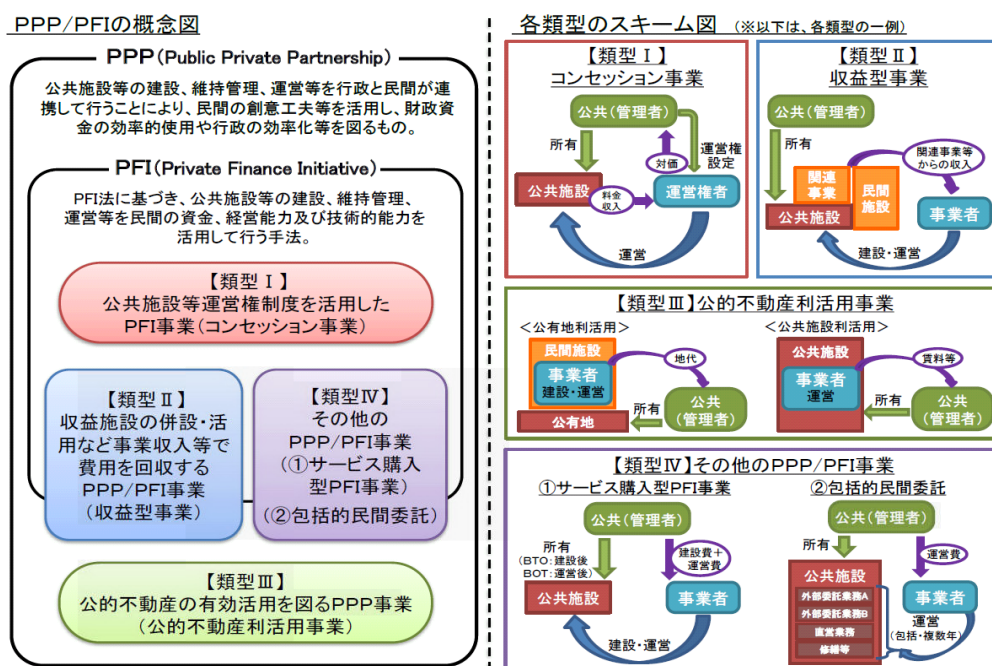 PPP/PFIの概念図
PPP(Public Private Partnership)
公共施設等の建設、維持管理、運営等を行政と民間が連
携して行うことにより、民間の創意工夫等を活用し、財政資
金の効率的使用や行政の効率化等を図るもの。
PFI(Private Finance Initiative)
PFI法に基づき、公共施設等の建設、維持管理、
運営等を民間の資金、経営能力及び技術的能力を
活用して行う手法。
【類型Ⅰ】
公共施設等運営権制度を活用した
PFI事業(コンセッション事業)
【類型Ⅱ】
収益施設の併設・活
用など事業収入等で
費用を回収する
PPP/PFI事業
(収益型事業)
【類型Ⅳ】
その他の
PPP/PFI事業
(①サービス購入
型PFI事業)
(②包括的民間委託)
【類型Ⅲ】
公的不動産の有効活用を図るPPP事業
(公的不動産利活用事業)
各類型のスキーム図 (※以下は、各類型の一例)
【類型Ⅰ】
コンセッション事業
公共(管理者)
所有
対価
運営権
設定
公共施設
料金
収入
運営権者
運営
【類型Ⅱ】
収益型事業
公共(管理者)
所有
関連事業等
からの収入
関連
事業
民間
施設
公共施設
事業者
建設・運営
【類型Ⅲ】公的不動産利活用事業
<公有地利活用>
民間施設
事業者
建設・運営
地代
公共
(管理者)
所有
公有地
<公共施設利活用>
公共施設
事業者
運営
賃料等
公共
(管理者)
所有
【類型Ⅳ】その他のPPP/PFI事業
①サービス購入型PFI事業
公共(管理者)
所有
(BTO:建設後
BOT:運営後)
建設費+
運営費
公共施設
事業者
建設・運営
②包括的民間委託
公共(管理者)
所有
運営費
公共施設
外部委託業務A
外部委託業務B
直営業務
修繕等
事業者
運営
(包括・複数年)